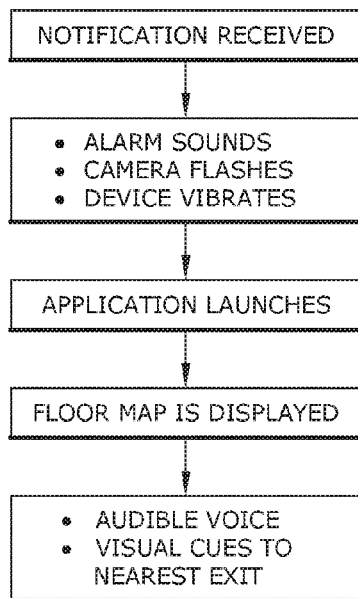 NOTIFICATION RECEIVED
• ALARM SOUNDS
• CAMERA FLASHES
• DEVICE VIBRATES
APPLICATION LAUNCHES
FLOOR MAP IS DISPLAYED
• AUDIBLE VOICE
• VISUAL CUES TO
NEAREST EXIT